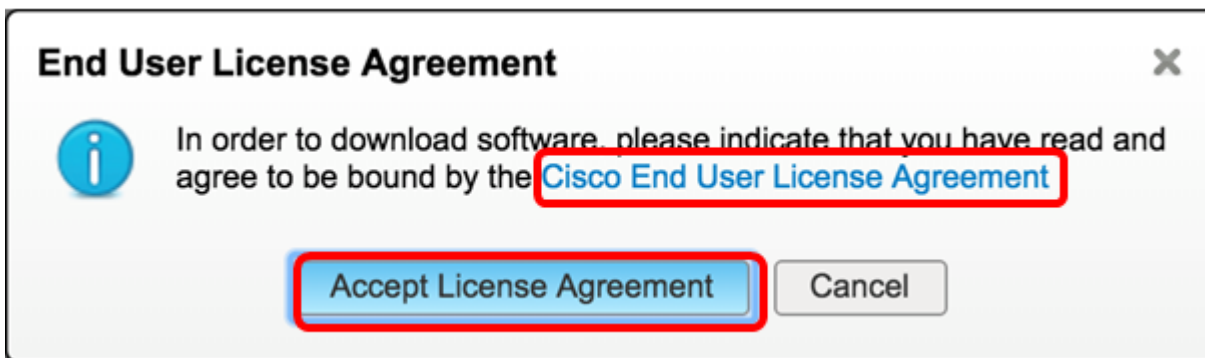 End User License Agreement
In order to download software, please indicate that you have read and
agree to be bound by the Cisco End User License Agreement
Accept License Agreement
Cancel